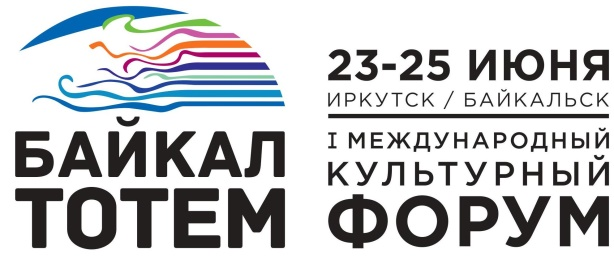 БАЙКАЛ
ТОТЕМ
23-25 ИЮНЯ
ИРКУТСК / БАЙКАЛЬСК
I МЕЖДУНАРОДНЫЙ
КУЛЬТУРНЫЙ
ФОРУМ